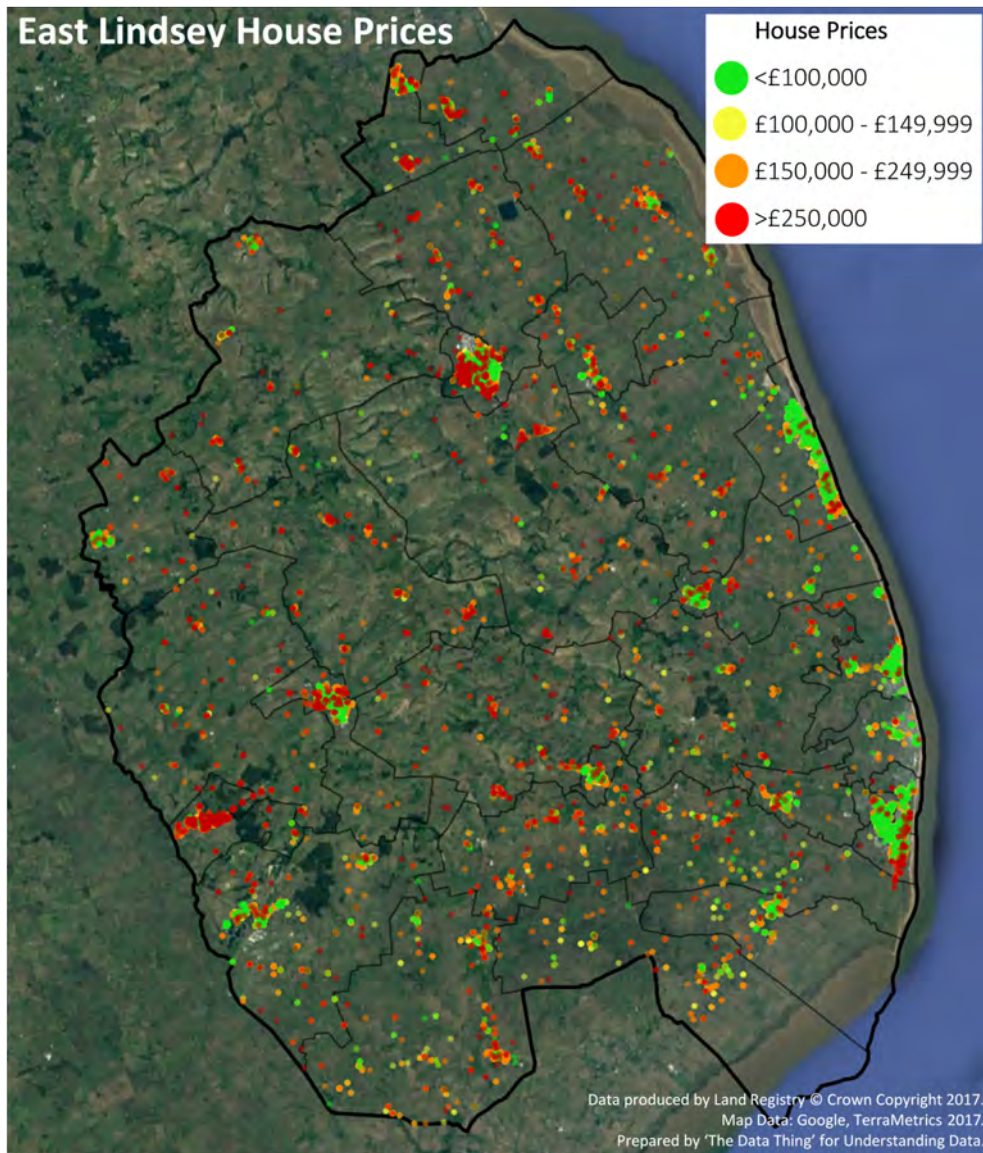 East Lindsey House Prices
House Prices
<£100,000
£100,000 - £149,999
£150,000 - £249,999
>£250,000
Data produced by Land Registry © Crown Copyright 2017.
Map Data: Google, TerraMetrics 2017.
Prepared by ‘The Data Thing’ for Understanding Data.